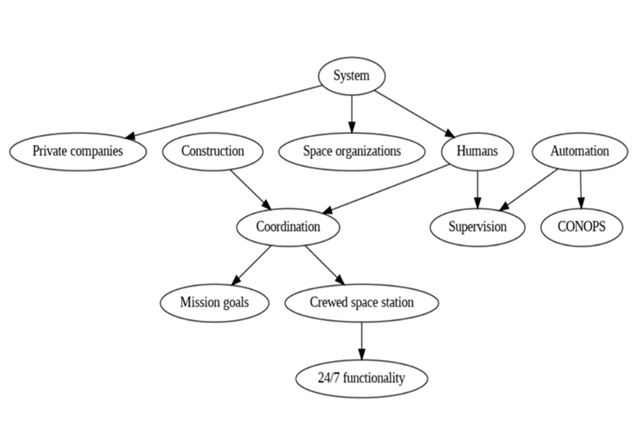 System
Private companies
Construction
Space organizations
Humans
Automation
Coordination
Supervision
CONOPS
Mission goals
Crewed space station
24/7 functionality